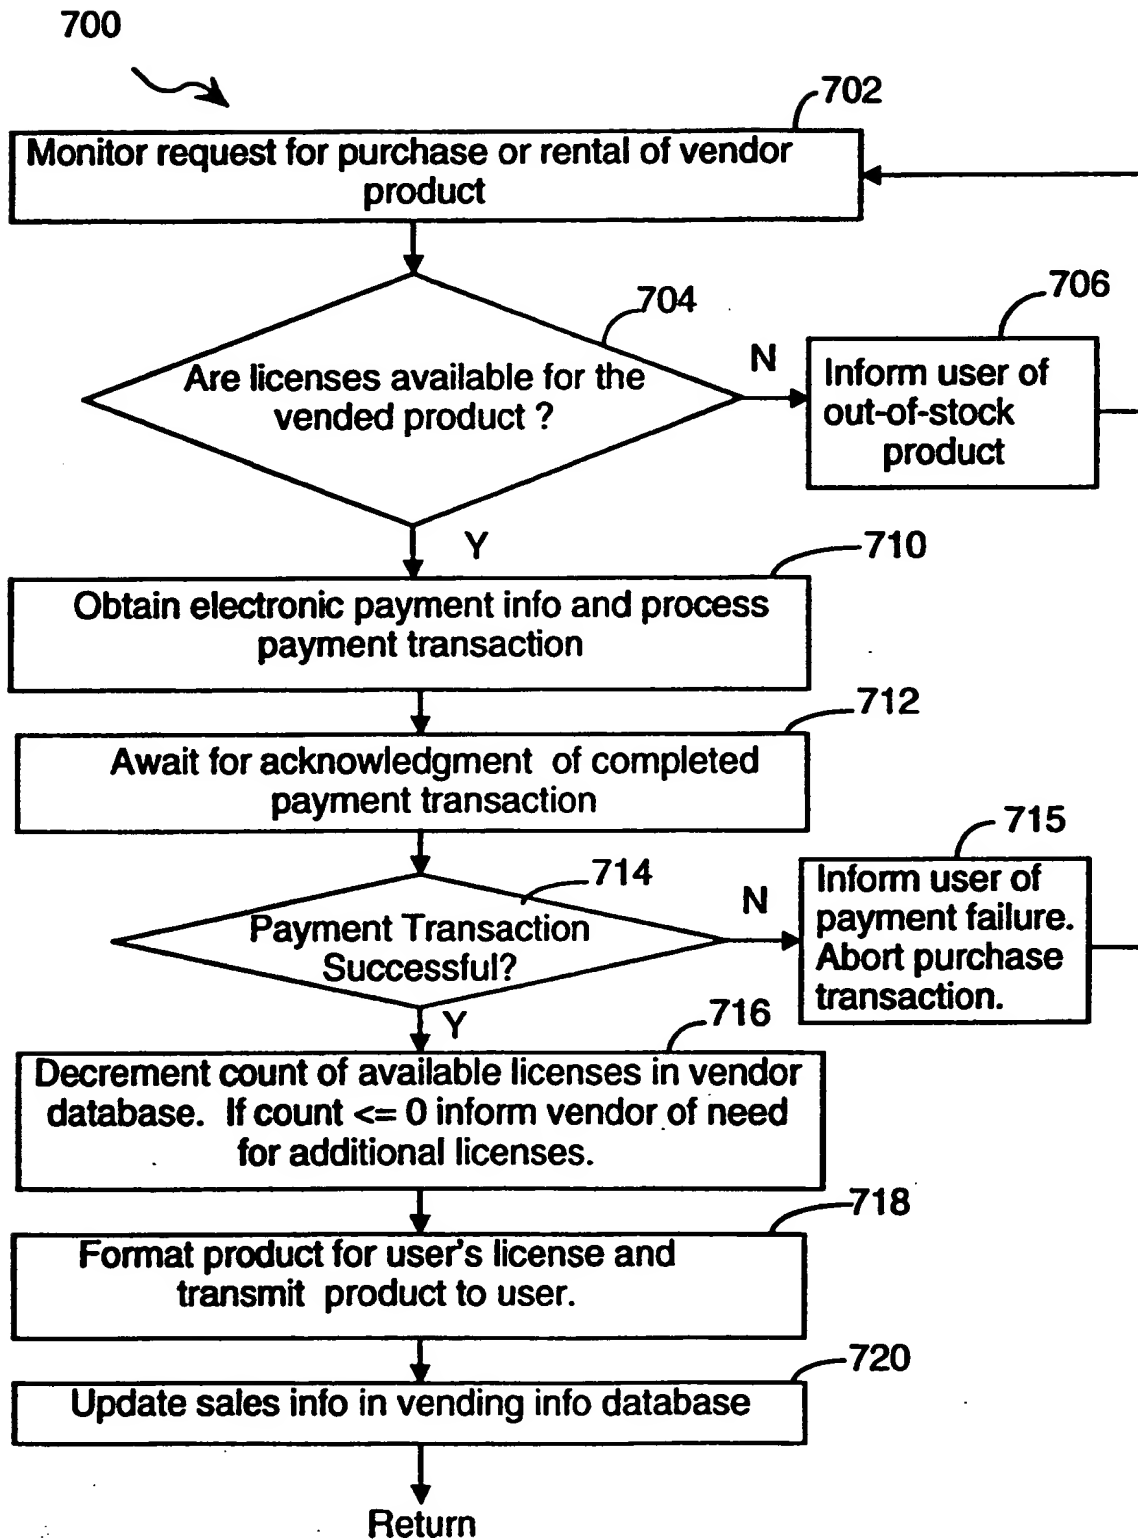 700
702
Monitor request for purchase or rental of vendor
product
704
706
Are licenses available for the
vended product ?
N
Inform user of
out-of-stock
product
Y
710
Obtain electronic payment info and process
payment transaction
712
Await for acknowledgment of completed
payment transaction
714
715
Payment Transaction
Successful?
N
Inform user of
payment failure.
Abort purchase
transaction.
Y
716
Decrement count of available licenses in vendor
database. If count <= 0 inform vendor of need
for additional licenses.
718
Format product for user's license and
transmit product to user.
720
Update sales info in vending info database
Return